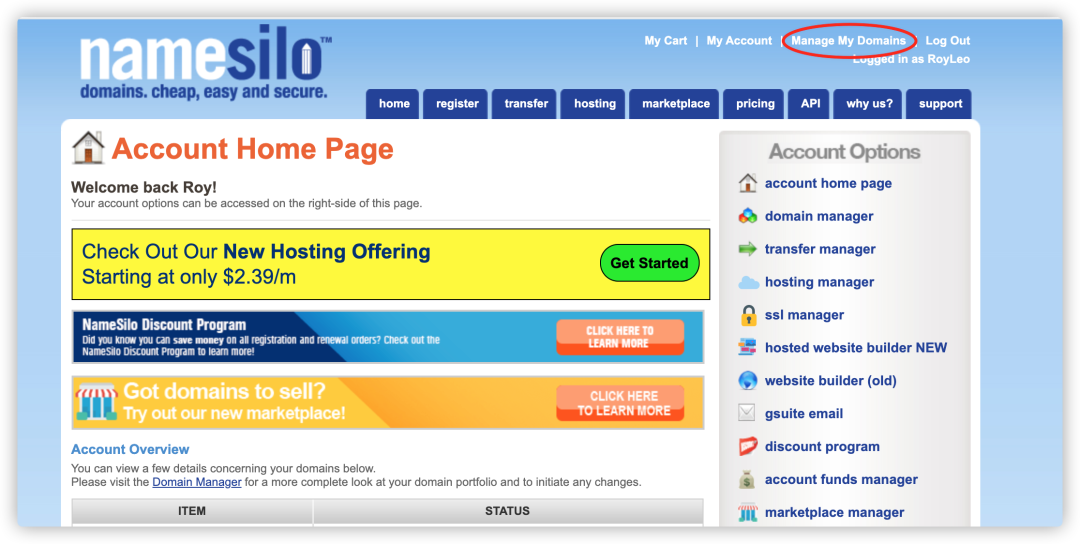 namesilo™
domains. cheap, easy and secure.
My Cart | My Account | Manage My Domains | Log Out
Logged in as RoyLeo
home register transfer hosting marketplace pricing API why us? support
Account Home Page
Welcome back Roy!
Your account options can be accessed on the right-side of this page.
Check Out Our New Hosting Offering
Starting at only $2.39/m
Get Started
NameSilo Discount Program
Did you know you can save money on all registration and renewal orders? Check out the
NameSilo Discount Program to learn more!
CLICK HERE TO
LEARN MORE
Got domains to sell?
Try out our new marketplace!
CLICK HERE
TO LEARN MORE
Account Overview
You can view a few details concerning your domains below.
Please visit the Domain Manager for a more complete look at your domain portfolio and to initiate any changes.
ITEM STATUS
Account Options
account home page
domain manager
transfer manager
hosting manager
ssl manager
hosted website builder NEW
website builder (old)
gsuite email
discount program
account funds manager
marketplace manager